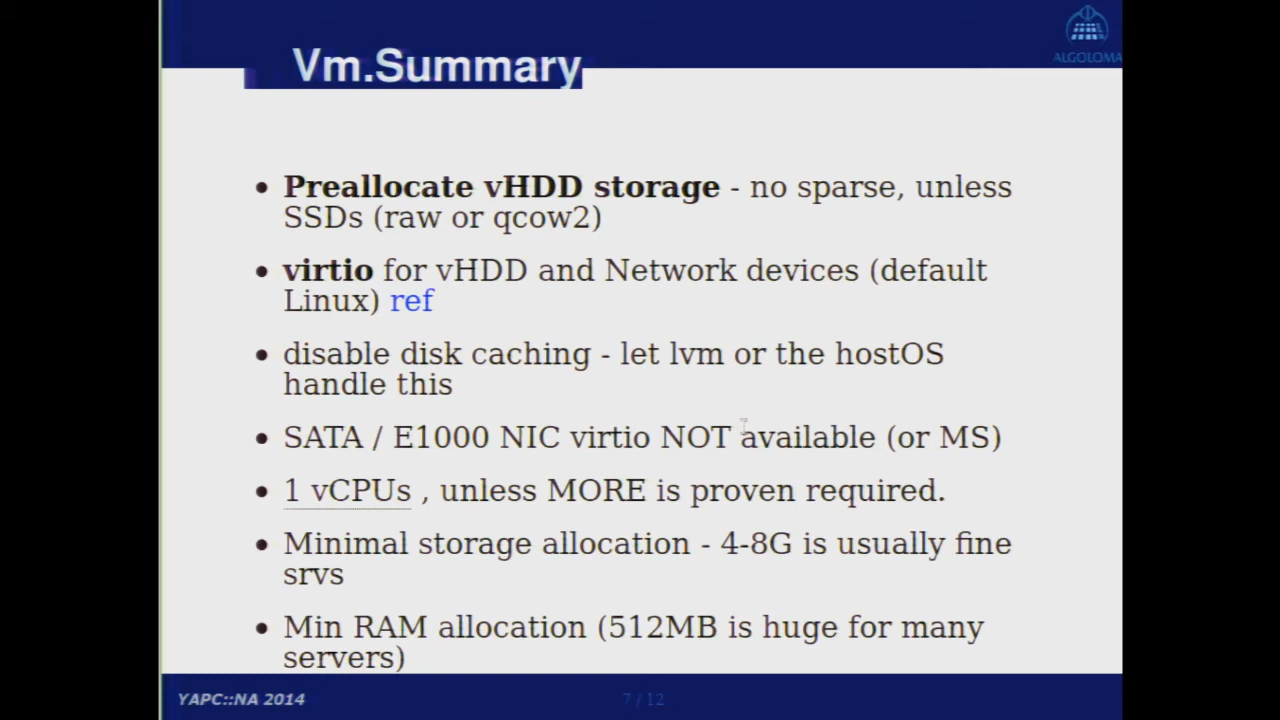 ALGOLOMA
Vm.Summary
• Preallocate vHDD storage - no sparse, unless
SSDs (raw or qcow2)
• virtio for vHDD and Network devices (default
Linux) ref
• disable disk caching - let lvm or the hostOS
handle this
• SATA / E1000 NIC virtio NOT available (or MS)
• 1 vCPUs , unless MORE is proven required.
• Minimal storage allocation - 4-8G is usually fine
srvs
• Min RAM allocation (512MB is huge for many
servers)
YAPC::NA 2014
7 / 12